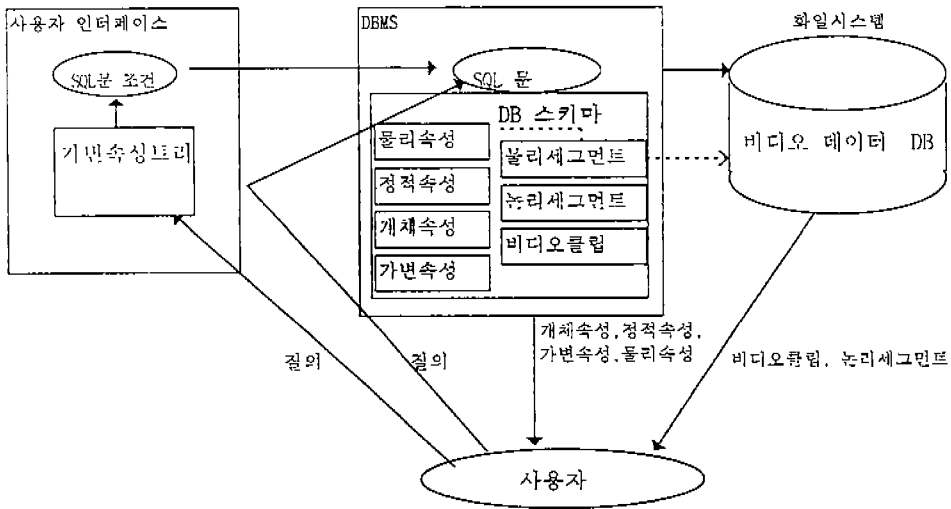 사용자 인터페이스
SQL문 조건
가변속성트리
DBMS
SQL 문
DB 스키마
물리속성
정적속성
개체속성
가변속성
물리세그먼트
논리세그먼트
비디오클립
화일시스템
비디오 데이터 DB
질의
질의
개체속성,정적속성,
가변속성,물리속성
비디오클립, 논리세그먼트
사용자